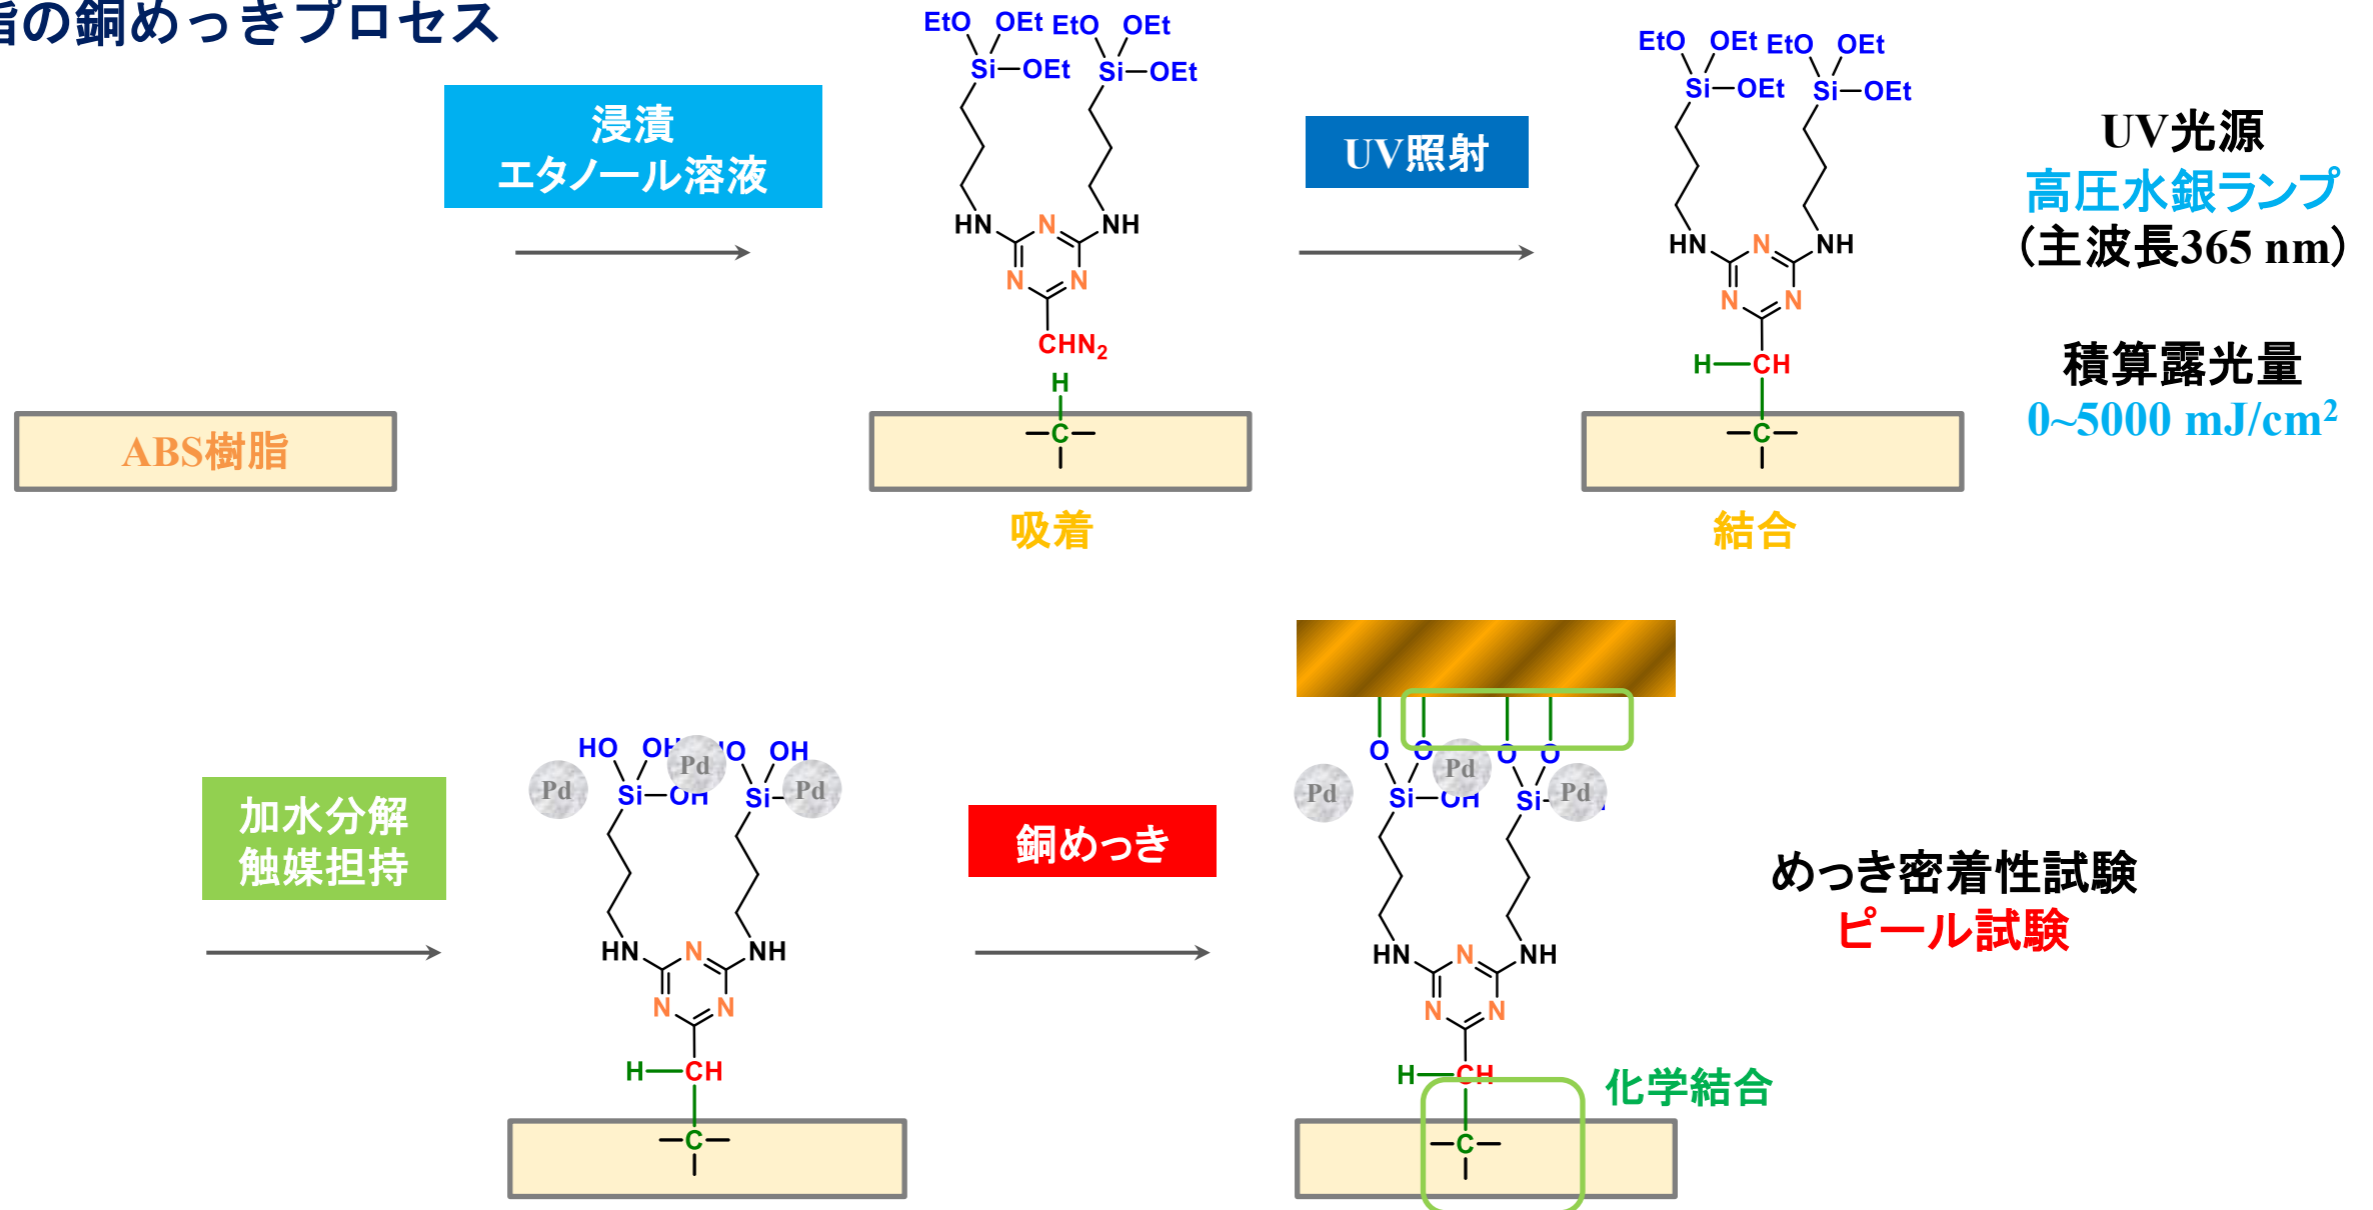 脂の銅めっきプロセス
浸漬
エタノール溶液
EtO OEt EtO OEt
Si OEt Si OEt
HN N NH
N N
CHN2
H
C
吸着
UV照射
EtO OEt EtO OEt
Si OEt Si OEt
HN N NH
N N
H CH
C
結合
UV光源
高圧水銀ランプ
（主波長365 nm）
積算露光量
0~5000 mJ/cm2
ABS樹脂
加水分解
触媒担持
HO OH HO OH
Pd Pd Pd
Si OH Si
HN N NH
N N
H CH
C
銅めっき
O O O O
Pd Pd Pd
Si OH Si
HN N NH
N N
H CH
C
化学結合
めっき密着性試験
ピール試験